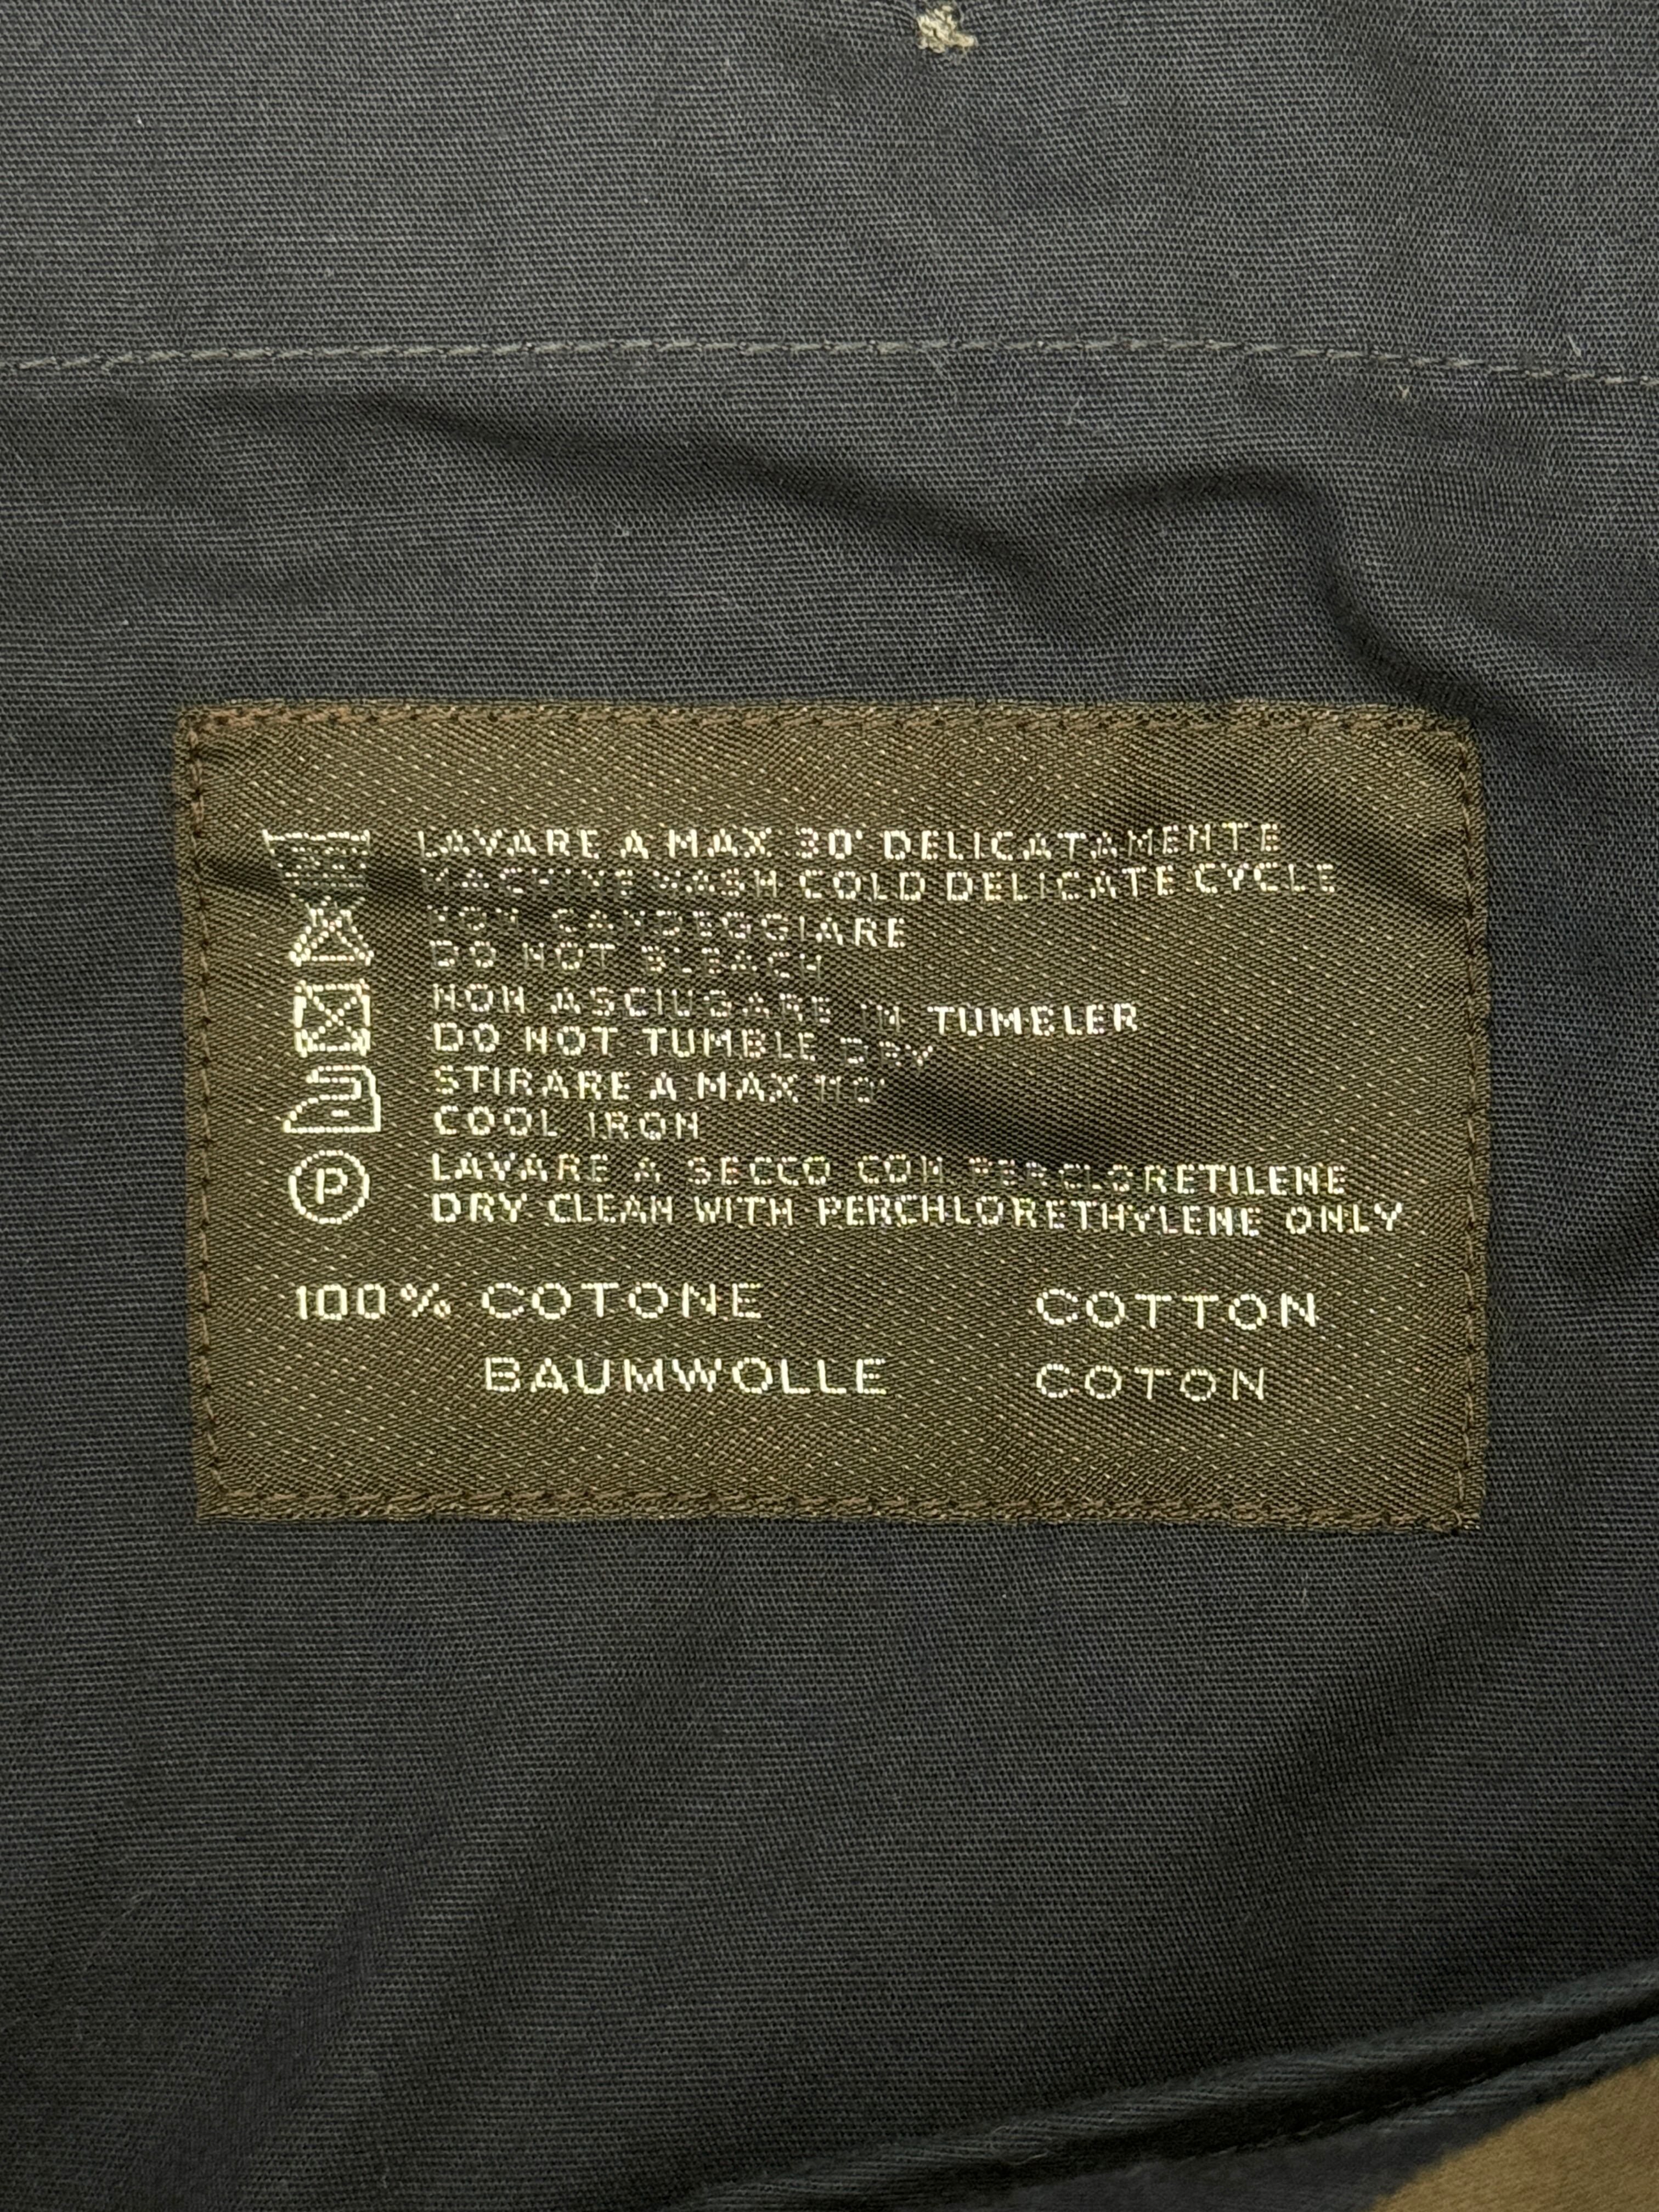 LAVARE A MAX 30° DELICATAMENTE
MACHINE WASH COLD DELICATE CYCLE
NON CANDEGGIARE
DO NOT BLEACH
NON ASCIUGARE IN TUMBLER
DO NOT TUMBLE DRY
STIRARE A MAX 110°
COOL IRON
P LAVARE A SECCO CON PERCLORETILENE
DRY CLEAN WITH PERCHLORETHYLENE ONLY
100% COTONE COTTON
BAUMWOLLE COTON